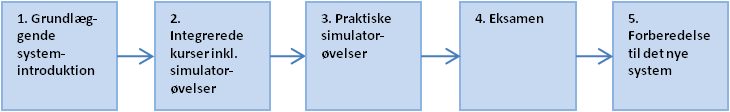 1. Grundlæg-
gende
system-
introduktion
2.
Integrerede
kurser inkl.
simulator-
øvelser
3. Praktiske
simulator-
øvelser
4. Eksamen
5.
Forberedelse
til det nye
system